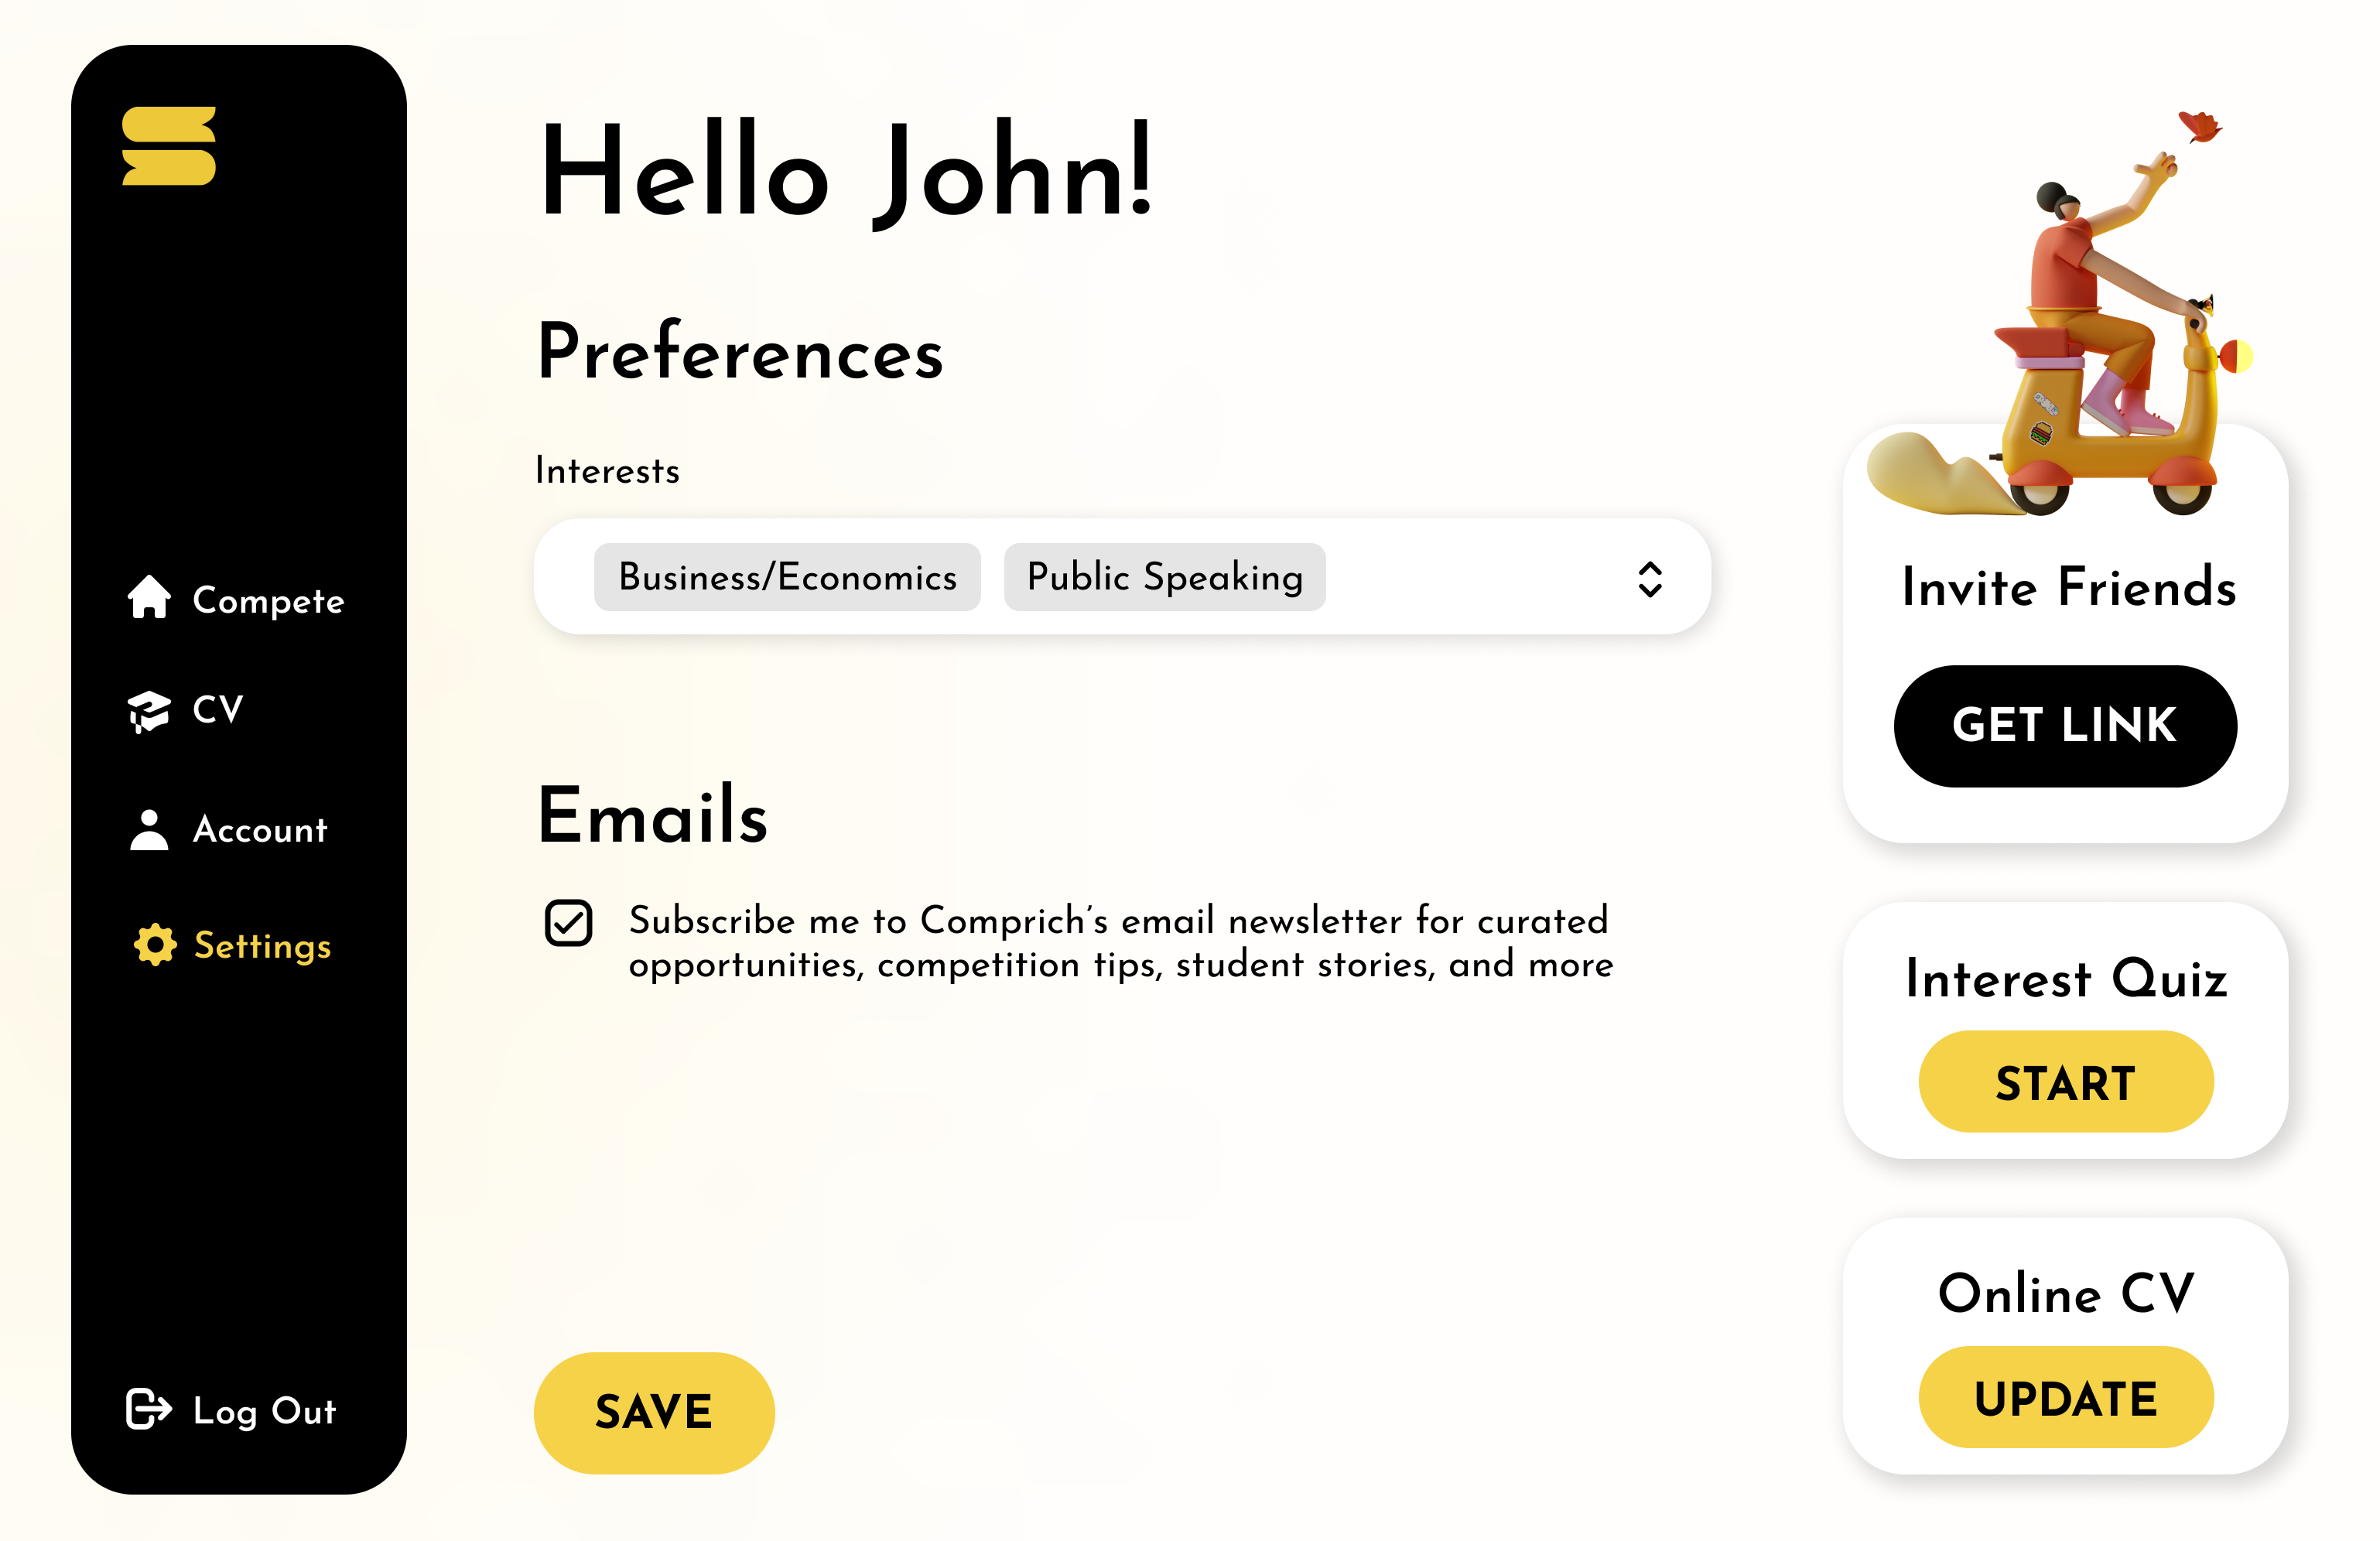 Compete
CV
Account
Settings
Log Out
Hello John!
Preferences
Interests
Business/Economics Public Speaking
Emails
Subscribe me to Comprich’s email newsletter for curated
opportunities, competition tips, student stories, and more
SAVE
Invite Friends
GET LINK
Interest Quiz
START
Online CV
UPDATE